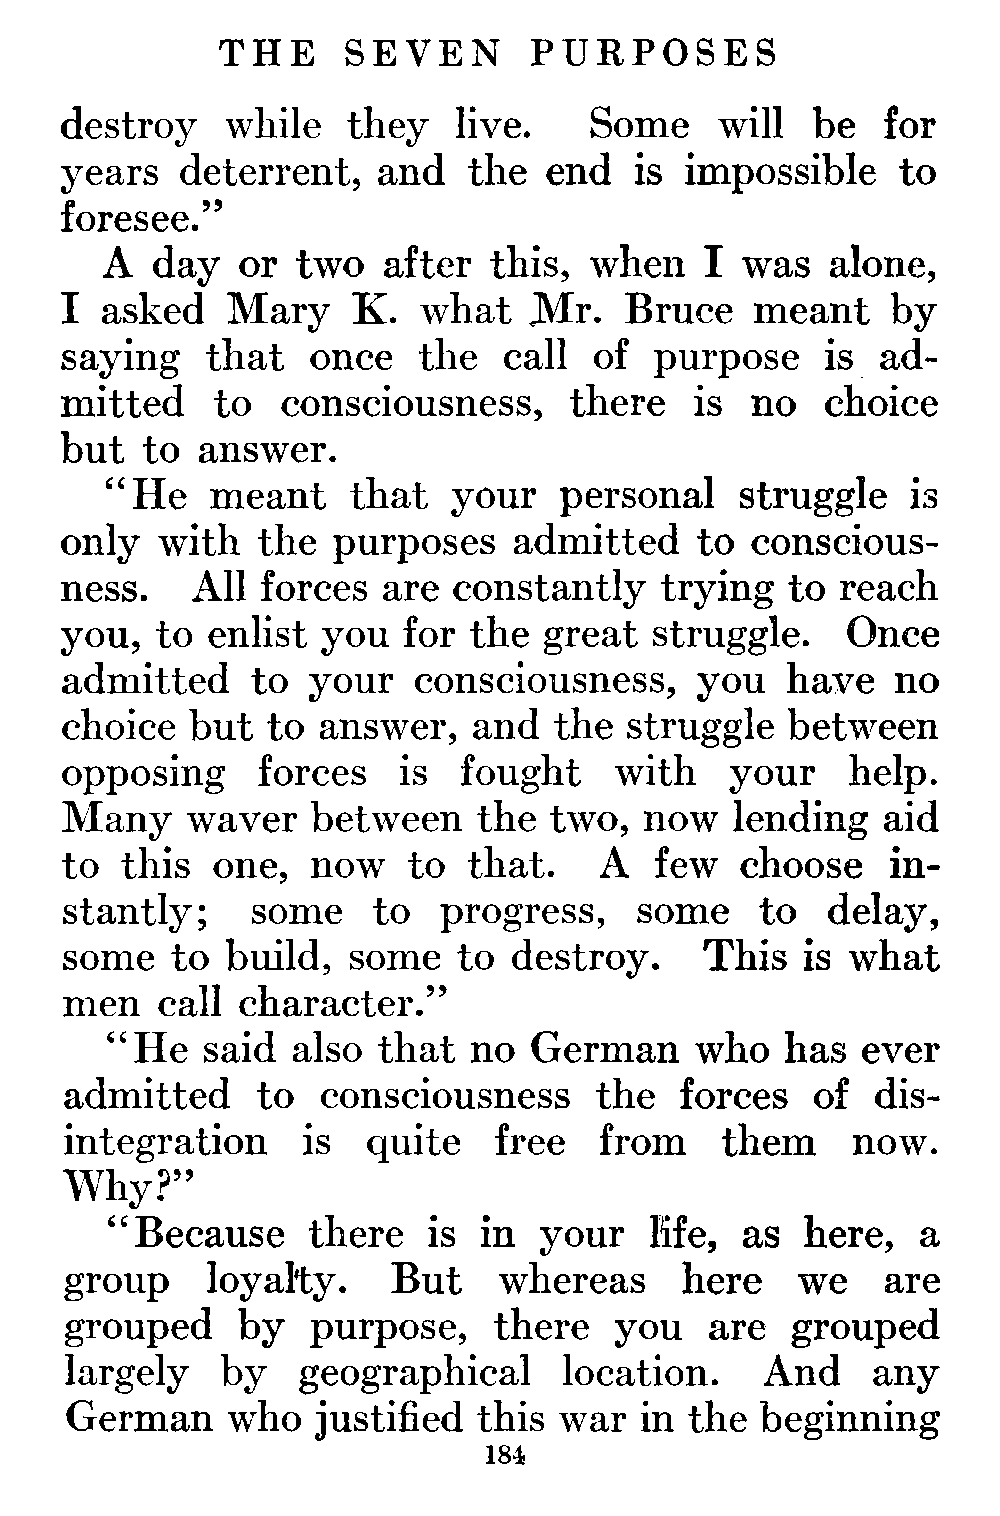 THE SEVEN PURPOSES
destroy while they live. Some will be for
years deterrent, and the end is impossible to
foresee.”
A day or two after this, when I was alone,
I asked Mary K. what Mr. Bruce meant by
saying that once the call of purpose is ad-
mitted to consciousness, there is no choice
but to answer.
“He meant that your personal struggle is
only with the purposes admitted to conscious-
ness. All forces are constantly trying to reach
you, to enlist you for the great struggle. Once
admitted to your consciousness, you have no
choice but to answer, and the struggle between
opposing forces is fought with your help.
Many waver between the two, now lending aid
to this one, now to that. A few choose in-
stantly; some to progress, some to delay,
some to build, some to destroy. This is what
men call character.”
“He said also that no German who has ever
admitted to consciousness the forces of dis-
integration is quite free from them now.
Why?”
“Because there is in your life, as here, a
group loyalty. But whereas here we are
grouped by purpose, there you are grouped
largely by geographical location. And any
German who justified this war in the beginning
184